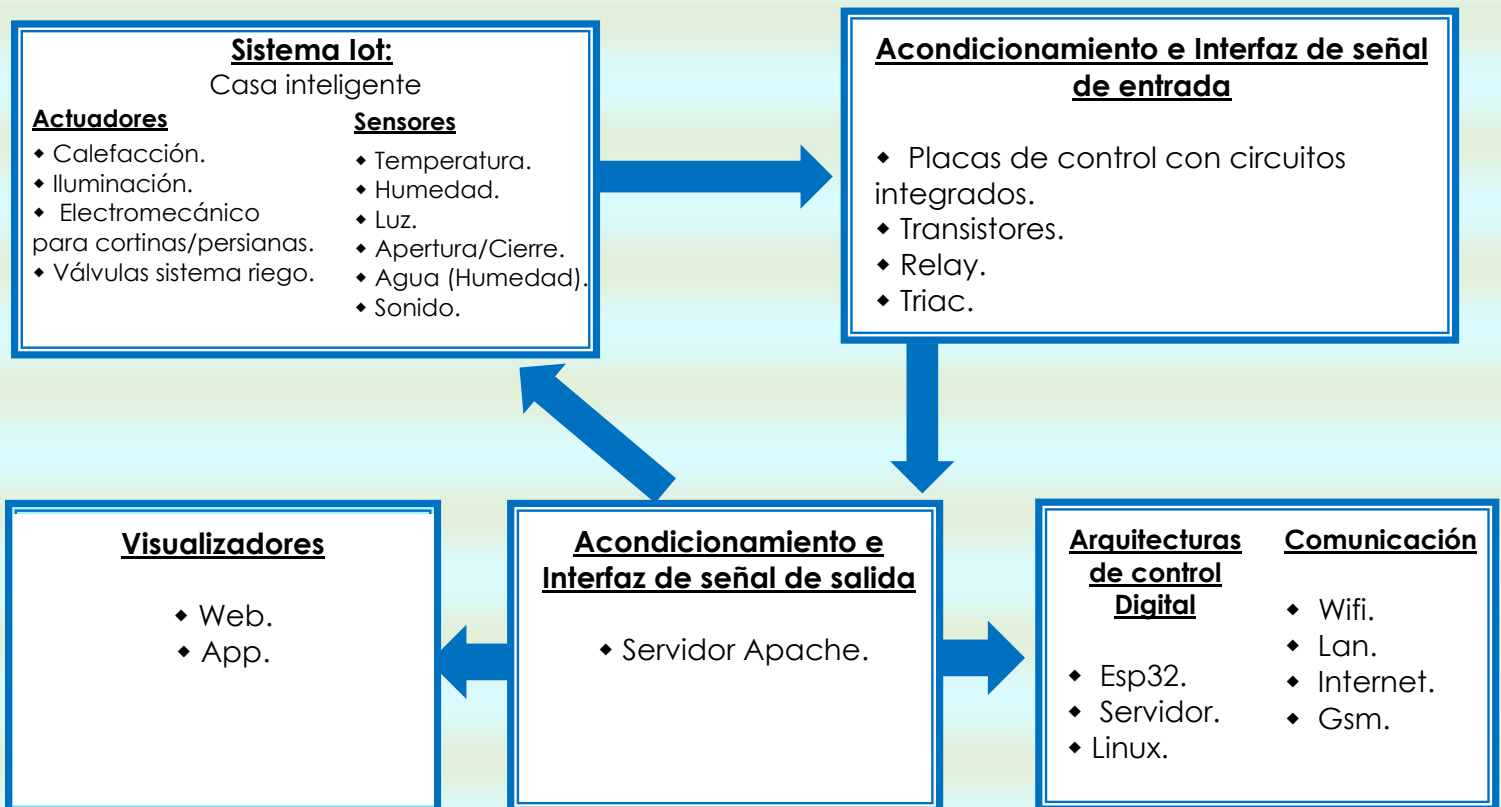 Sistema Iot:
Casa inteligente
Actuadores
◆ Calefacción.
◆ Iluminación.
◆ Electromecánico
para cortinas/persianas.
◆ Válvulas sistema riego.
Sensores
◆ Temperatura.
◆ Humedad.
◆ Luz.
◆ Apertura/Cierre.
◆ Agua (Humedad).
◆ Sonido.
Acondicionamiento e Interfaz de señal
de entrada
◆ Placas de control con circuitos
integrados.
◆ Transistores.
◆ Relay.
◆ Triac.
Visualizadores
◆ Web.
◆ App.
Acondicionamiento e
Interfaz de señal de salida
◆ Servidor Apache.
Arquitecturas
de control
Digital
◆ Esp32.
◆ Servidor.
◆ Linux.
Comunicación
◆ Wifi.
◆ Lan.
◆ Internet.
◆ Gsm.